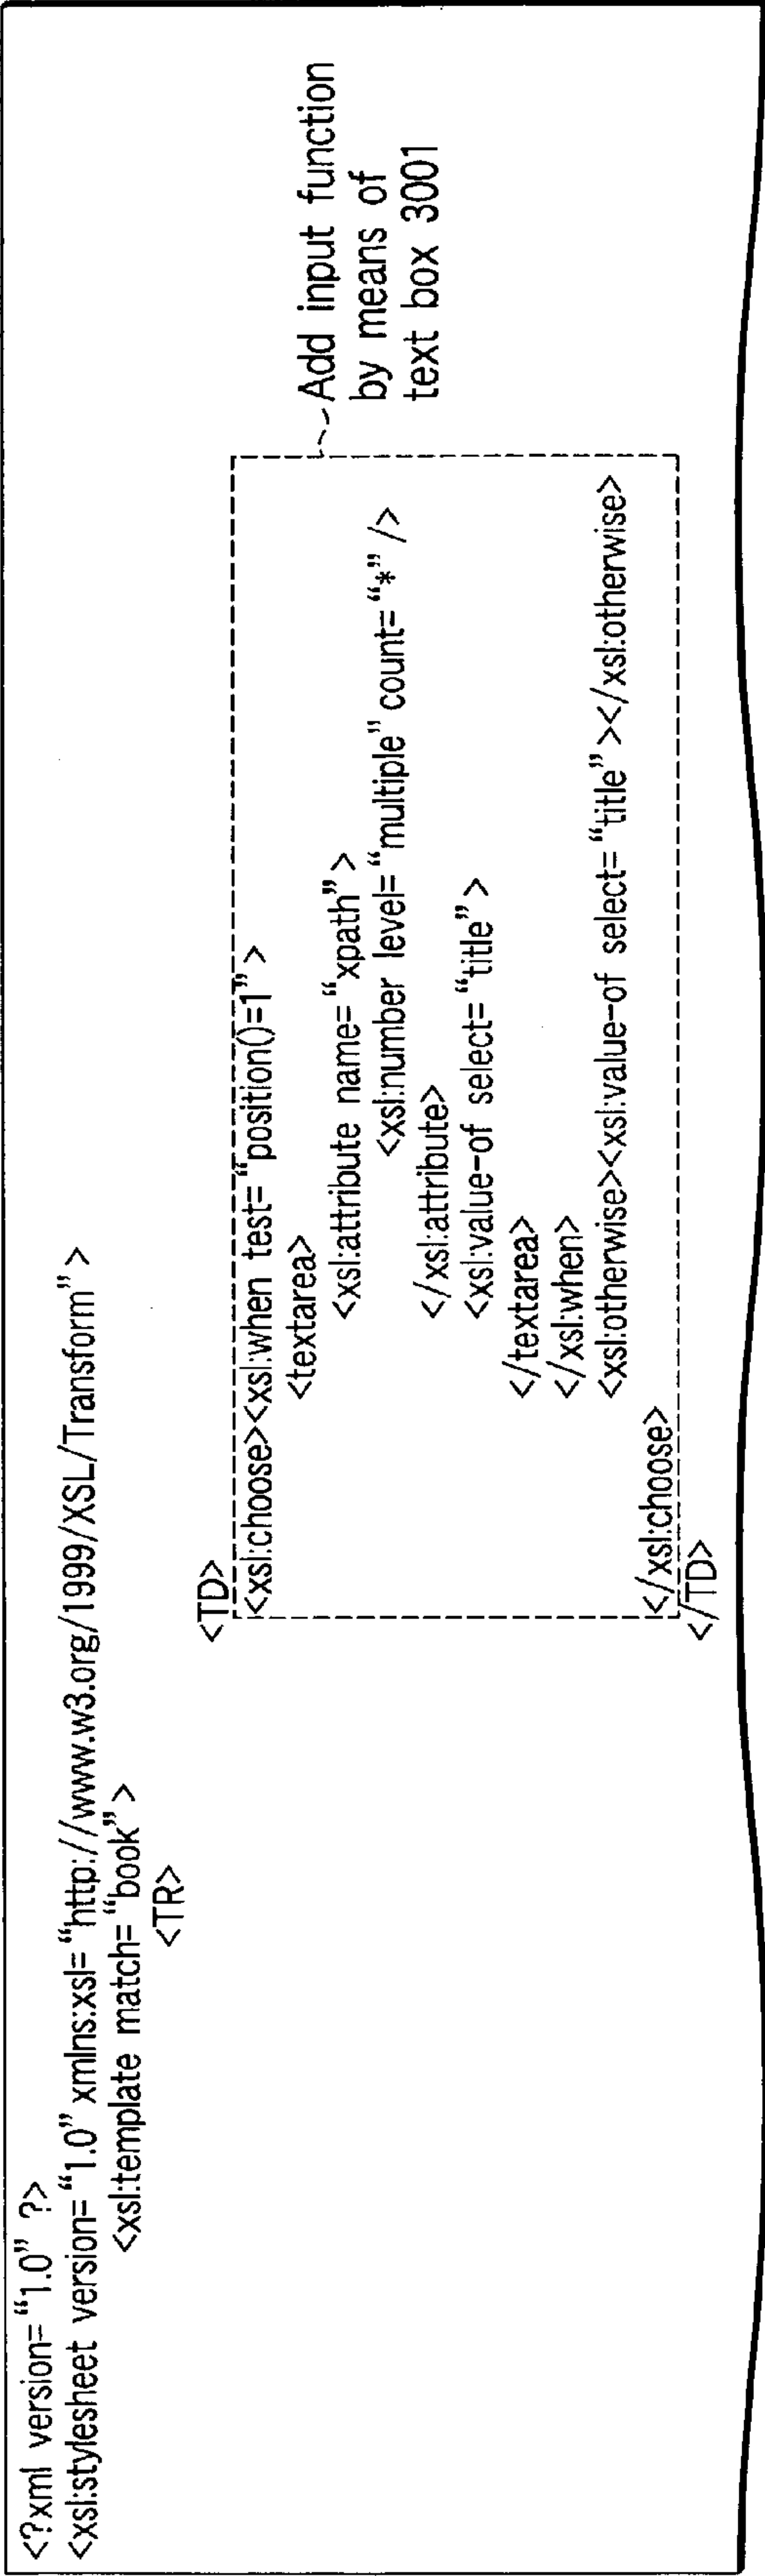 <?xml version=“1.0” ?>
<xsl:stylesheet version=“1.0” xmlns:xsl=“http://www.w3.org/1999/XSL/Transform”>
<xsl:template match=“book”>
<TR>
<TD>
<xsl:choose><xsl:when test=“position()=1”>
<textarea>
<xsl:attribute name=“xpath”>
<xsl:number level=“multiple” count=“*” />
</xsl:attribute>
<xsl:value-of select=“title”>
</textarea>
</xsl:when>
<xsl:otherwise><xsl:value-of select=“title”></xsl:otherwise>
</xsl:choose>
</TD>
Add input function
by means of
text box 3001